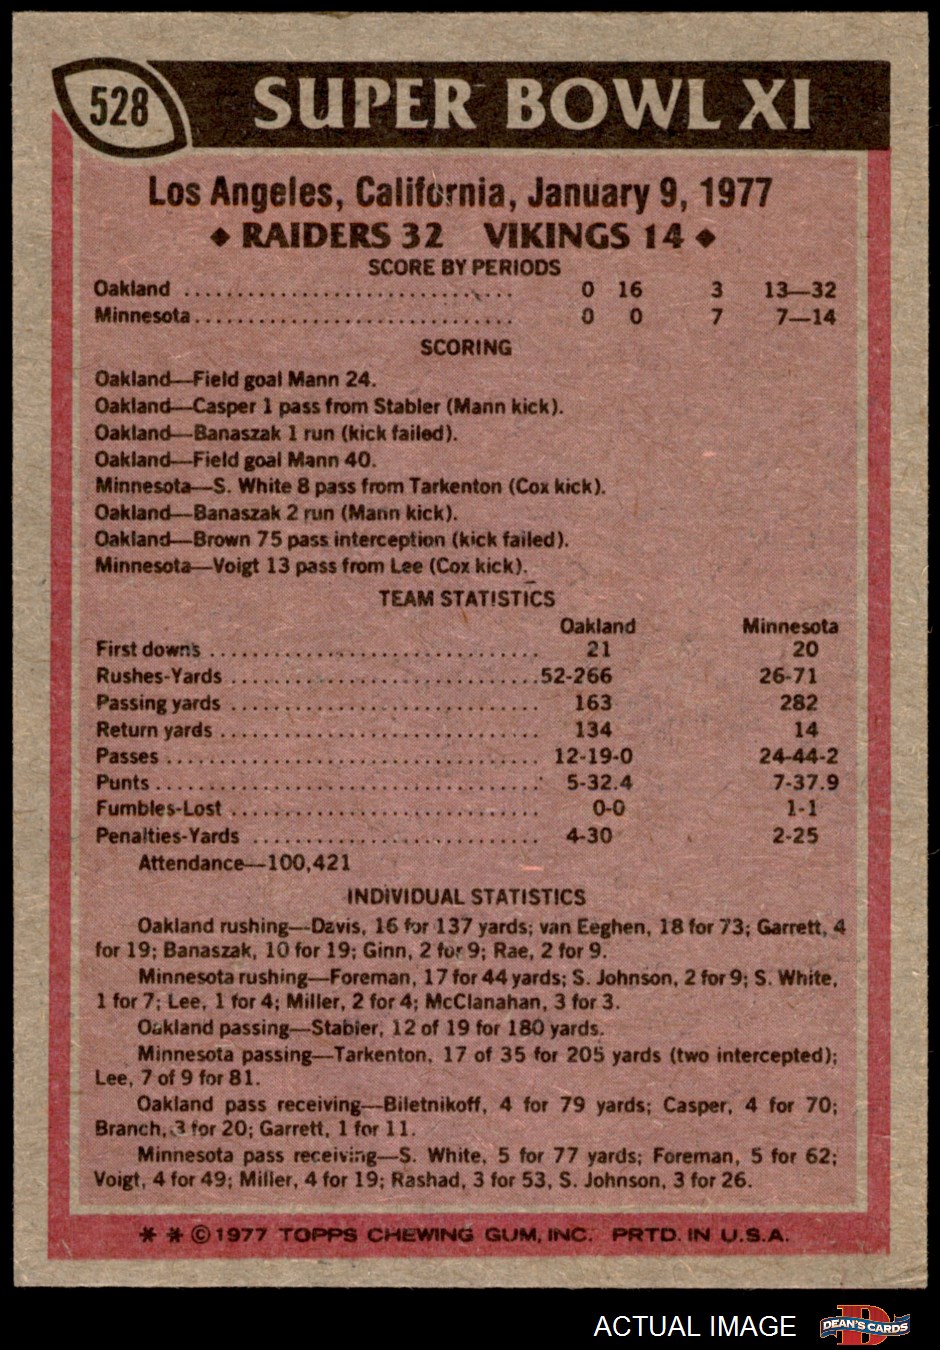 528 SUPER BOWL XI
Los Angeles, California, January 9, 1977
◆ RAIDERS 32 VIKINGS 14 ◆
SCORE BY PERIODS
Oakland .............................. 0 16 3 13—32
Minnesota............................. 0 0 7 7—14
SCORING
Oakland—Field goal Mann 24.
Oakland—Casper 1 pass from Stabler (Mann kick).
Oakland—Banaszak 1 run (kick failed).
Oakland—Field goal Mann 40.
Minnesota—S. White 8 pass from Tarkenton (Cox kick).
Oakland—Banaszak 2 run (Mann kick).
Oakland—Brown 75 pass interception (kick failed).
Minnesota—Voigt 13 pass from Lee (Cox kick).
TEAM STATISTICS
Oakland Minnesota
First downs .............................. 21 20
Rushes-Yards ............................52-266 26-71
Passing yards ............................ 163 282
Return yards ............................. 134 14
Passes .................................. 12-19-0 24-44-2
Punts................................... 5-32.4 7-37.9
Fumbles-Lost ............................ 0-0 1-1
Penalties-Yards .......................... 4-30 2-25
Attendance—100,421
INDIVIDUAL STATISTICS
Oakland rushing—Davis, 16 for 137 yards; van Eeghen, 18 for 73; Garrett, 4
for 19; Banaszak, 10 for 19; Ginn, 2 for 9; Rae, 2 for 9.
Minnesota rushing—Foreman, 17 for 44 yards; S. Johnson, 2 for 9; S. White,
1 for 7; Lee, 1 for 4; Miller, 2 for 4; McClanahan, 3 for 3.
Oakland passing—Stabler, 12 of 19 for 180 yards.
Minnesota passing—Tarkenton, 17 of 35 for 205 yards (two intercepted);
Lee, 7 of 9 for 81.
Oakland pass receiving—Biletnikoff, 4 for 79 yards; Casper, 4 for 70;
Branch, 3 for 20; Garrett, 1 for 11.
Minnesota pass receiving—S. White, 5 for 77 yards; Foreman, 5 for 62;
Voigt, 4 for 49; Miller, 4 for 19; Rashad, 3 for 53, S. Johnson, 3 for 26.
* * ©1977 TOPPS CHEWING GUM, INC. PRTD. IN U.S.A.
ACTUAL IMAGE D DEAN'S CARDS